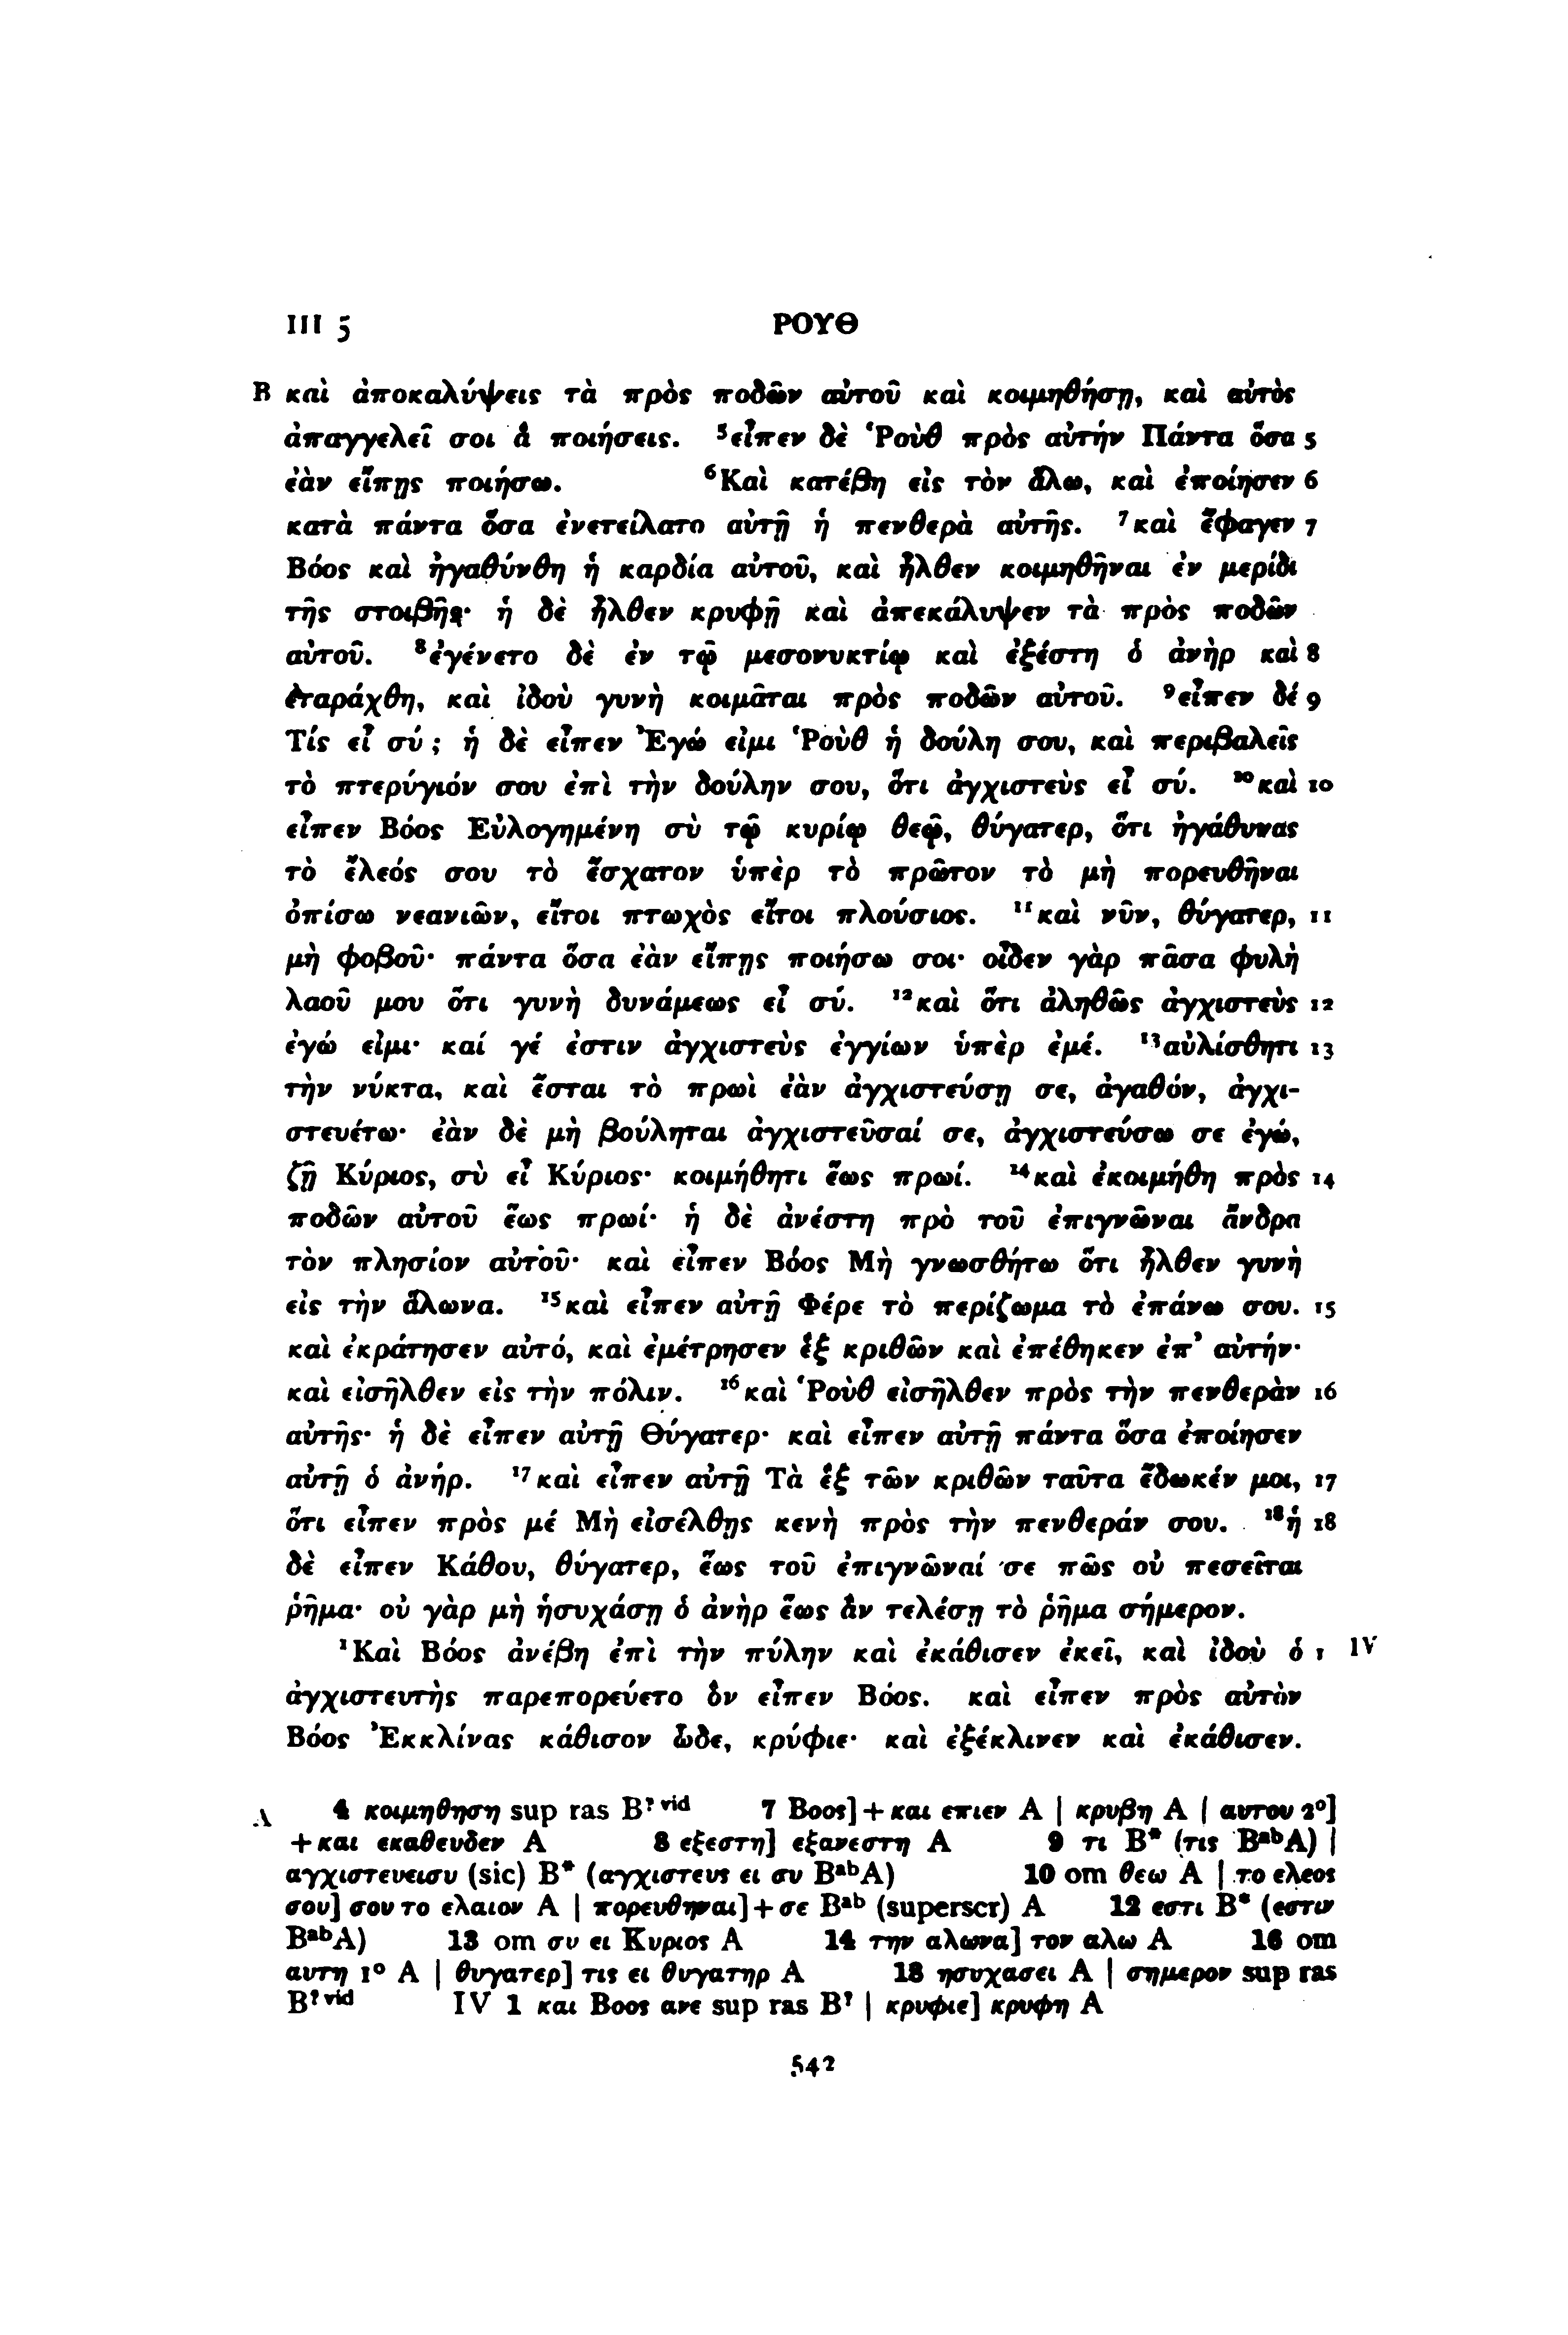 III 5 ΡΟΥΘ
B καὶ ἀποκαλύψεις τὰ πρὸς ποδῶν αὐτοῦ καὶ κοιμηθήσῃ, καὶ αὐτὸς
ἀπαγγελεῖ σοι ἃ ποιήσεις. ⁵εἶπεν δὲ Ῥοὺθ πρὸς αὐτήν Πάντα ὅσα 5
ἐὰν εἴπῃς ποιήσω. ⁶Καὶ κατέβη εἰς τὸν ἅλω, καὶ ἐποίησεν 6
κατὰ πάντα ὅσα ἐνετείλατο αὐτῇ ἡ πενθερὰ αὐτῆς. ⁷καὶ ἔφαγεν 7
Βόος καὶ ἠγαθύνθη ἡ καρδία αὐτοῦ, καὶ ἦλθεν κοιμηθῆναι ἐν μερίδι
τῆς στοιβῆς· ἡ δὲ ἦλθεν κρυφῇ καὶ ἀπεκάλυψεν τὰ πρὸς ποδῶν
αὐτοῦ. ⁸ἐγένετο δὲ ἐν τῷ μεσονυκτίῳ καὶ ἐξέστη ὁ ἀνὴρ καὶ 8
ἐταράχθη, καὶ ἰδοὺ γυνὴ κοιμᾶται πρὸς ποδῶν αὐτοῦ. ⁹εἶπεν δέ 9
Τίς εἶ σύ; ἡ δὲ εἶπεν Ἐγώ εἰμι Ῥοὺθ ἡ δούλη σου, καὶ περιβαλεῖς
τὸ πτερύγιόν σου ἐπὶ τὴν δούλην σου, ὅτι ἀγχιστεὺς εἶ σύ. ¹⁰καὶ 10
εἶπεν Βόος Εὐλογημένη σὺ τῷ κυρίῳ θεῷ, θύγατερ, ὅτι ἠγάθυνας
τὸ ἔλεός σου τὸ ἔσχατον ὑπὲρ τὸ πρῶτον τὸ μὴ πορευθῆναι
ὀπίσω νεανιῶν, εἴτοι πτωχὸς εἴτοι πλούσιος. ¹¹καὶ νῦν, θύγατερ, 11
μὴ φοβοῦ· πάντα ὅσα ἐὰν εἴπῃς ποιήσω σοι· οἶδεν γὰρ πᾶσα φυλὴ
λαοῦ μου ὅτι γυνὴ δυνάμεως εἶ σύ. ¹²καὶ ὅτι ἀληθῶς ἀγχιστεὺς 12
ἐγώ εἰμι· καί γέ ἐστιν ἀγχιστεὺς ἐγγίων ὑπὲρ ἐμέ. ¹³αὐλίσθητι 13
τὴν νύκτα, καὶ ἔσται τὸ πρωὶ ἐὰν ἀγχιστεύσῃ σε, ἀγαθόν, ἀγχι-
στευέτω· ἐὰν δὲ μὴ βούληται ἀγχιστεῦσαί σε, ἀγχιστεύσω σε ἐγώ,
ζῇ Κύριος, σὺ εἶ Κύριος· κοιμήθητι ἕως πρωί. ¹⁴καὶ ἐκοιμήθη πρὸς 14
ποδῶν αὐτοῦ ἕως πρωί· ἡ δὲ ἀνέστη πρὸ τοῦ ἐπιγνῶναι ἄνδρα
τὸν πλησίον αὐτοῦ· καὶ εἶπεν Βόος Μὴ γνωσθήτω ὅτι ἦλθεν γυνὴ
εἰς τὴν ἅλωνα. ¹⁵καὶ εἶπεν αὐτῇ Φέρε τὸ περίζωμα τὸ ἐπάνω σου. 15
καὶ ἐκράτησεν αὐτό, καὶ ἐμέτρησεν ἓξ κριθῶν καὶ ἐπέθηκεν ἐπ’ αὐτήν·
καὶ εἰσῆλθεν εἰς τὴν πόλιν. ¹⁶καὶ Ῥοὺθ εἰσῆλθεν πρὸς τὴν πενθερὰν 16
αὐτῆς· ἡ δὲ εἶπεν αὐτῇ Θύγατερ· καὶ εἶπεν αὐτῇ πάντα ὅσα ἐποίησεν
αὐτῇ ὁ ἀνήρ. ¹⁷καὶ εἶπεν αὐτῇ Τὰ ἓξ τῶν κριθῶν ταῦτα ἔδωκέν μοι, 17
ὅτι εἶπεν πρὸς μέ Μὴ εἰσέλθῃς κενὴ πρὸς τὴν πενθεράν σου. ¹⁸ἡ 18
δὲ εἶπεν Κάθου, θύγατερ, ἕως τοῦ ἐπιγνῶναί σε πῶς οὐ πεσεῖται
ῥῆμα· οὐ γὰρ μὴ ἡσυχάσῃ ὁ ἀνὴρ ἕως ἂν τελέσῃ τὸ ῥῆμα σήμερον.
¹Καὶ Βόος ἀνέβη ἐπὶ τὴν πύλην καὶ ἐκάθισεν ἐκεῖ, καὶ ἰδοὺ ὁ 1 IV
ἀγχιστευτὴς παρεπορεύετο ὃν εἶπεν Βόος. καὶ εἶπεν πρὸς αὐτὸν
Βόος Ἐκκλίνας κάθισον ὧδε, κρύφιε· καὶ ἐξέκλινεν καὶ ἐκάθισεν.
A 4 κοιμηθηση sup ras B? vid 7 Βοος]+και επιεν A | κρυβη A | αυτου 2°]
+και εκαθευδεν A 8 εξεστη] εξανεστη A 9 τι B* (τις BabA) |
αγχιστευεισυ (sic) B* (αγχιστευς ει συ BabA) 10 om θεω A | το ελεος
σου] σου το ελαιον A | πορευθηναι]+σε Bab (superscr) A 12 εστι B* (εστιν
BabA) 13 om συ ει Κυριος A 14 την αλωνα] τον αλω A 16 om
αυτη 1° A | θυγατερ] τις ει θυγατηρ A 18 ησυχασει A | σημερον sup ras
B? vid IV 1 και Βοος ανε sup ras B? | κρυφιε] κρυφη A
542